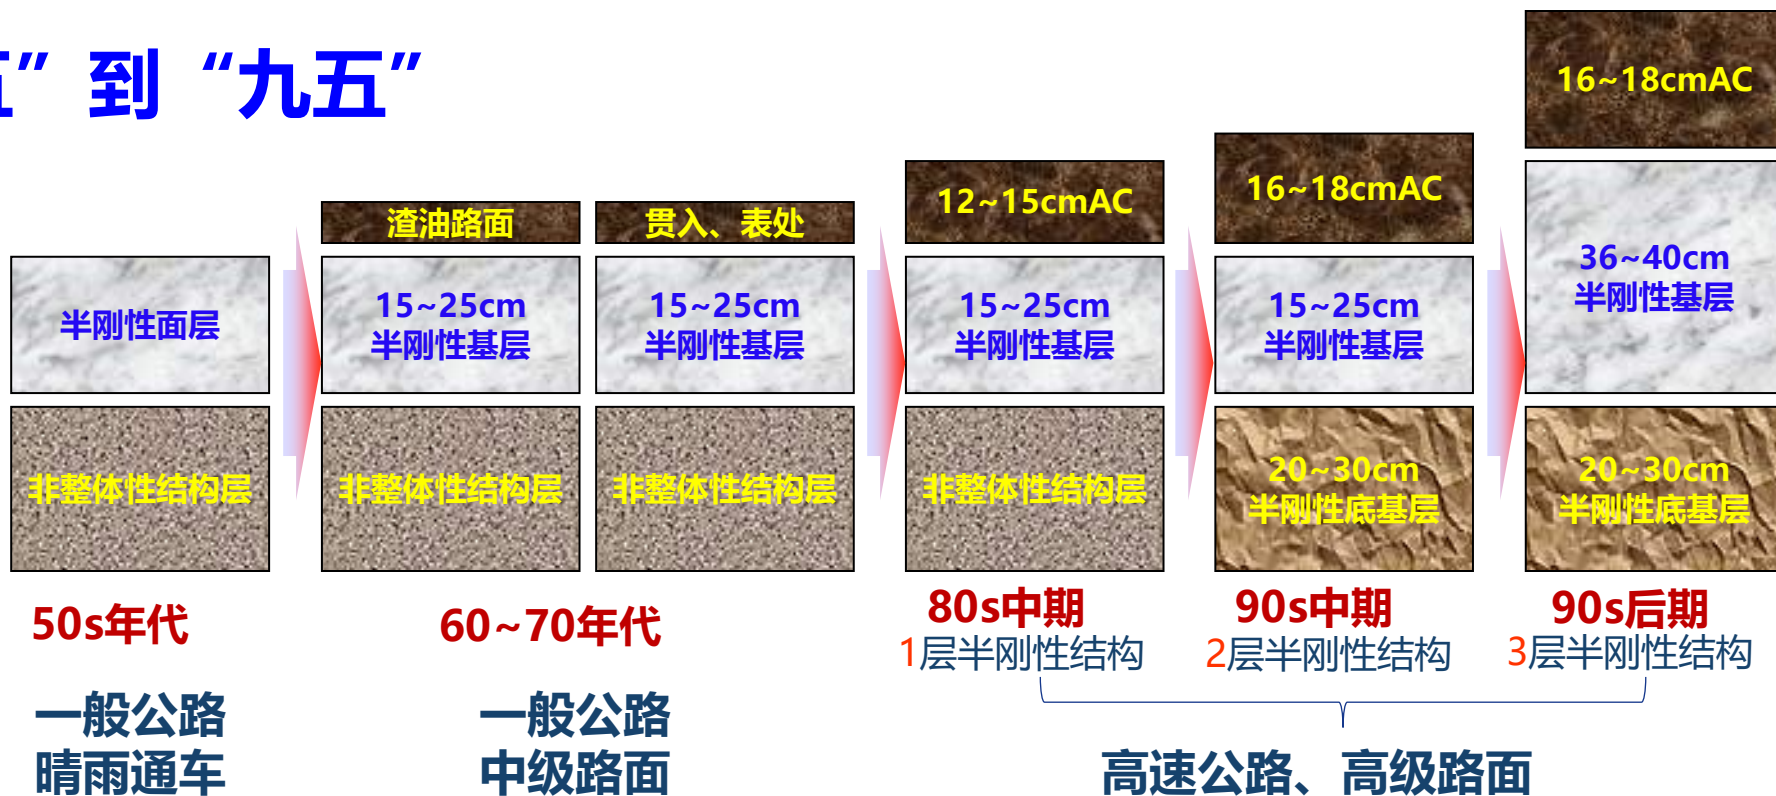 五” 到 “九五”
半刚性面层
非整体性结构层
50s年代
一般公路
晴雨通车
渣油路面
15~25cm
半刚性基层
非整体性结构层
贯入、表处
15~25cm
半刚性基层
非整体性结构层
60~70年代
一般公路
中级路面
12~15cmAC
15~25cm
半刚性基层
非整体性结构层
80s中期
1层半刚性结构
16~18cmAC
15~25cm
半刚性基层
20~30cm
半刚性底基层
90s中期
2层半刚性结构
16~18cmAC
36~40cm
半刚性基层
20~30cm
半刚性底基层
90s后期
3层半刚性结构
高速公路、高级路面